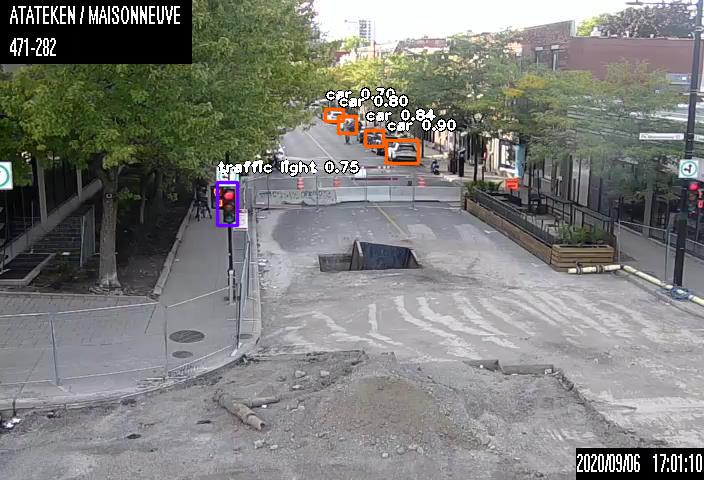 ATATEKEN / MAISONNEUVE
471-282
car 0.70
car 0.80
car 0.84
car 0.90
traffic light 0.75
2020/09/06 17:01:10